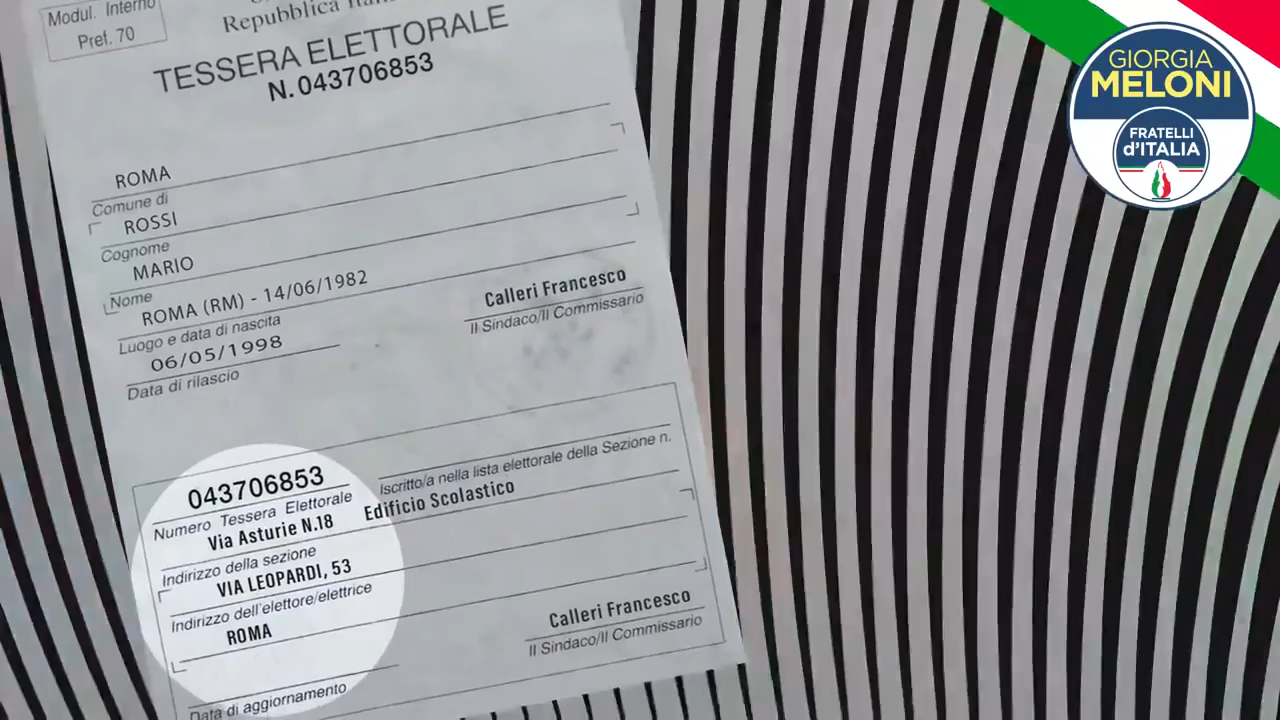 Modul. Interno
Pref. 70
Repubblica
TESSERA ELETTORALE
N. 043706853
ROMA
Comune di
ROSSI
Cognome
MARIO
Nome
ROMA (RM) - 14/06/1982
Luogo e data di nascita
06/05/1998
Data di rilascio
Calleri Francesco
Il Sindaco/Il Commissario
043706853
Numero Tessera Elettorale
Iscritto/a nella lista elettorale della Sezione n.
Via Asturie N.18
Edificio Scolastico
Indirizzo della sezione
VIA LEOPARDI, 53
Indirizzo dell'elettore/elettrice
ROMA
Calleri Francesco
Il Sindaco/Il Commissario
Data di aggiornamento
GIORGIA
MELONI
FRATELLI
d'ITALIA